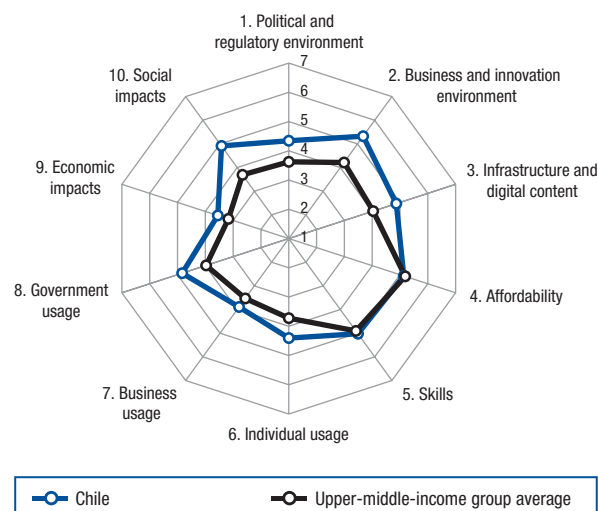 1. Political and
regulatory environment
2. Business and innovation
environment
3. Infrastructure and
digital content
4. Affordability
5. Skills
6. Individual usage
7. Business
usage
8. Government
usage
9. Economic
impacts
10. Social
impacts
7
6
5
4
3
2
1
Chile
Upper-middle-income group average